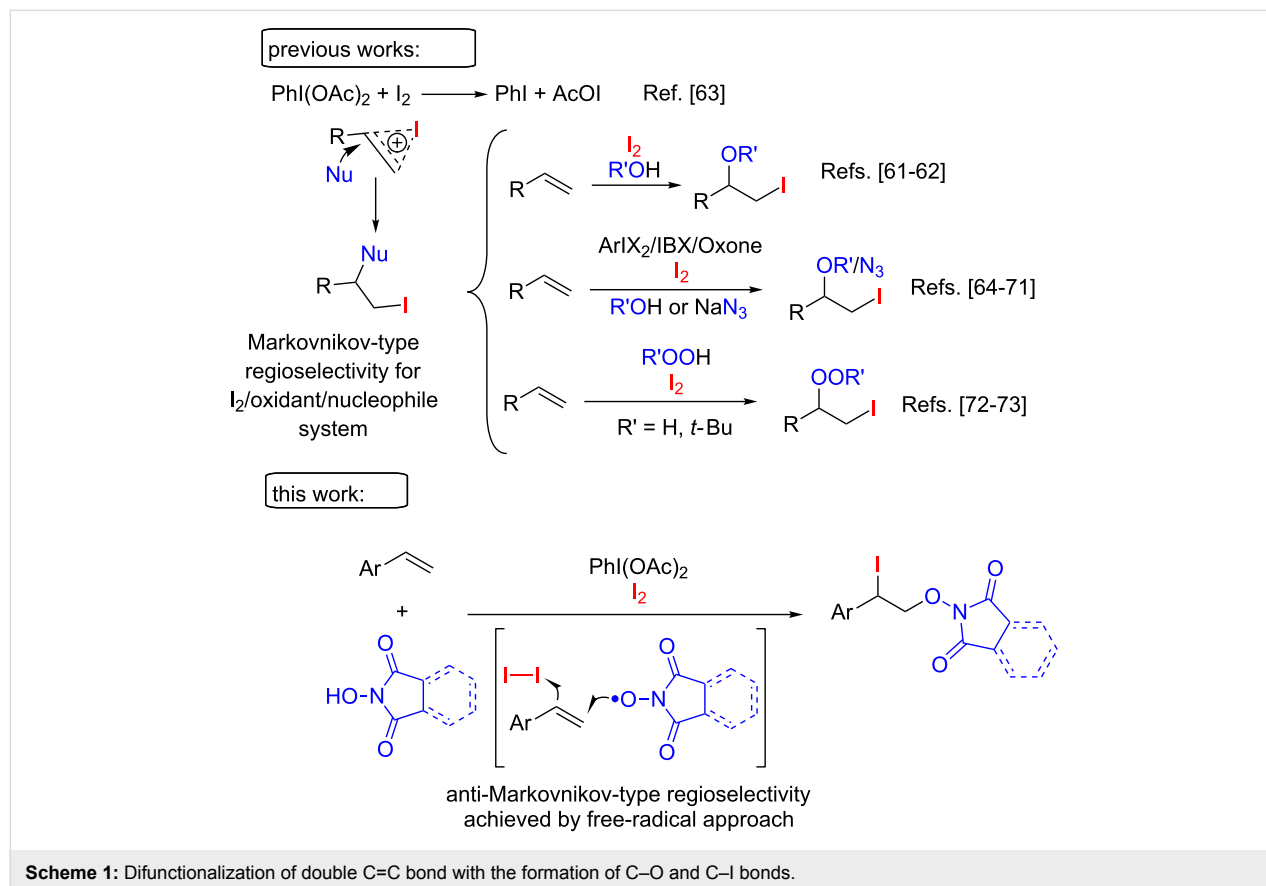 previous works:
PhI(OAc)2 + I2 PhI + AcOI Ref. [63]
R I
+
Nu
Nu
R
I
Markovnikov-type
regioselectivity for
I2/oxidant/nucleophile
system
I2
R'OH
R
OR'
R
I
Refs. [61-62]
ArIX2/IBX/Oxone
I2
R'OH or NaN3
R
OR'/N3
R
I
Refs. [64-71]
R'OOH
I2
R' = H, t-Bu
R
OOR'
R
I
Refs. [72-73]
this work:
Ar
+
HO N
O
O
PhI(OAc)2
I2
I I
Ar
•O N
O
O
I
Ar
O
N
O
O
anti-Markovnikov-type regioselectivity
achieved by free-radical approach
Scheme 1: Difunctionalization of double C=C bond with the formation of C–O and C–I bonds.